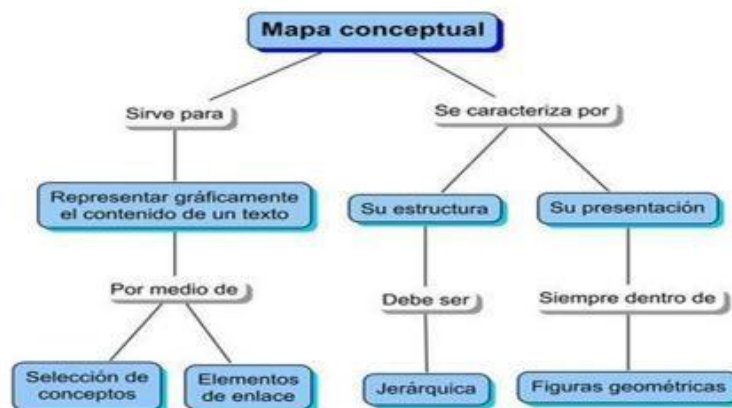 Mapa conceptual
Sirve para
Se caracteriza por
Representar gráficamente
el contenido de un texto
Su estructura
Su presentación
Por medio de
Debe ser
Siempre dentro de
Selección de
conceptos
Elementos
de enlace
Jerárquica
Figuras geométricas